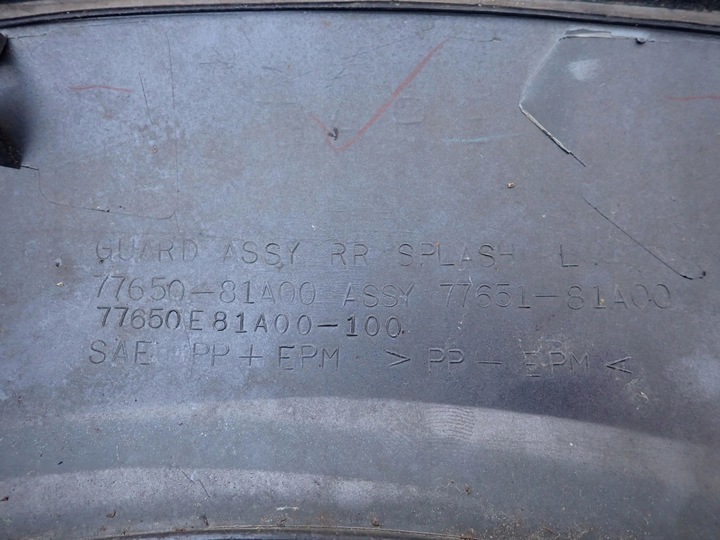 GUARD ASSY RR SPLASH L
77650-81A00 ASSY 77651-81A00
77650E81A00-100
SAE PP+EPM >PP-EPM<